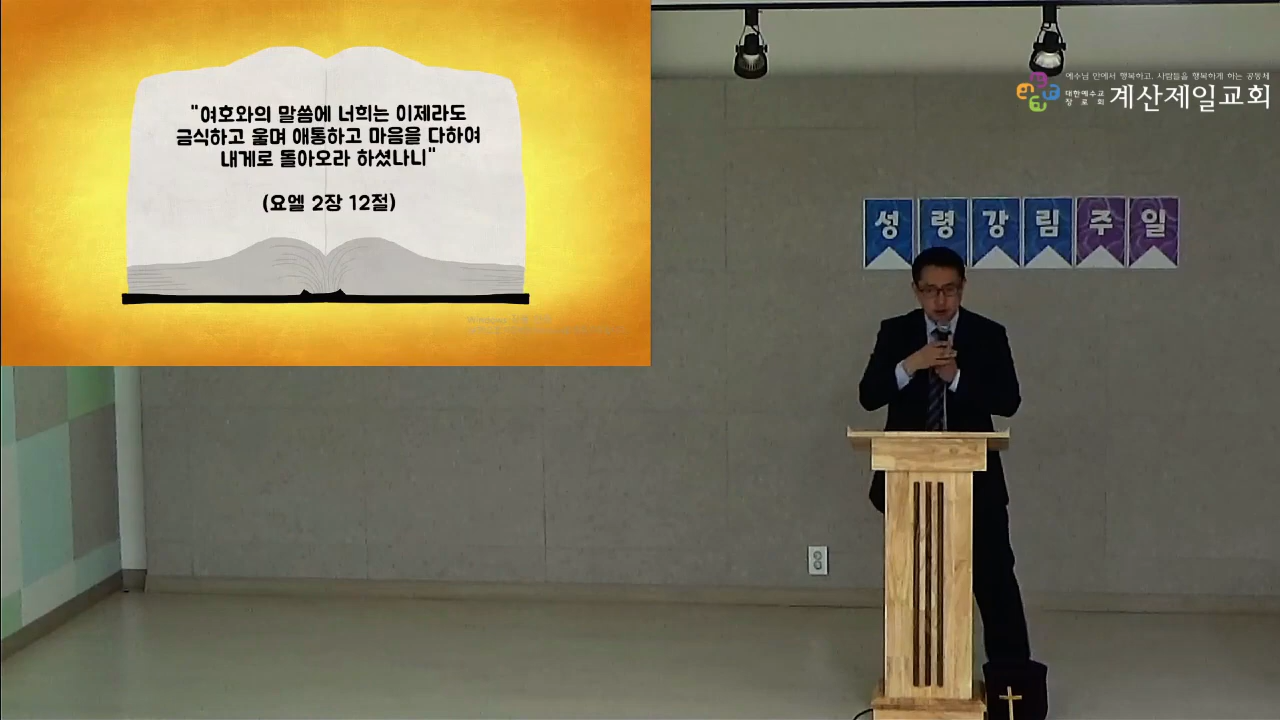 "여호와의 말씀에 너희는 이제라도
금식하고 울며 애통하고 마음을 다하여
내게로 돌아오라 하셨나니"
(요엘 2장 12절)
예수님 안에서 행복하고, 사람들을 행복하게 하는 공동체
대한예수교
장로회
계산제일교회
성령강림주일